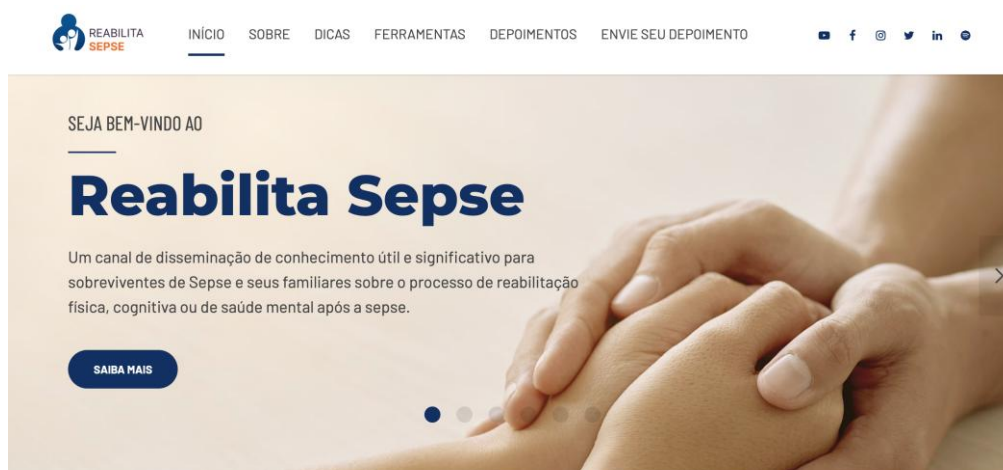 REABILITA
SEPSE
INÍCIO SOBRE DICAS FERRAMENTAS DEPOIMENTOS ENVIE SEU DEPOIMENTO
SEJA BEM-VINDO AO
Reabilita Sepse
Um canal de disseminação de conhecimento útil e significativo para
sobreviventes de Sepse e seus familiares sobre o processo de reabilitação
física, cognitiva ou de saúde mental após a sepse.
SAIBA MAIS